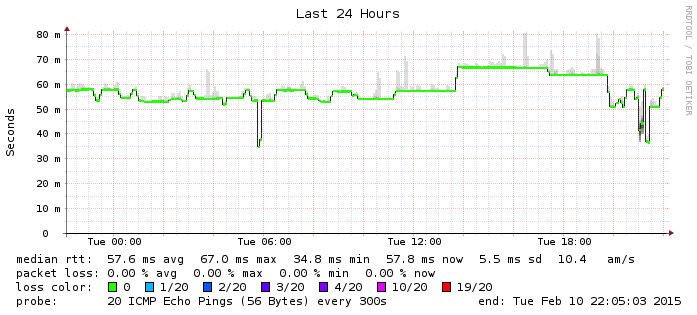 Last 24 Hours
RRDTOOL / TOBI OETIKER
Seconds
80 m
70 m
60 m
50 m
40 m
30 m
20 m
10 m
0
Tue 00:00 Tue 06:00 Tue 12:00 Tue 18:00
median rtt: 57.6 ms avg 67.0 ms max 34.8 ms min 57.8 ms now 5.5 ms sd 10.4 am/s
packet loss: 0.00 % avg 0.00 % max 0.00 % min 0.00 % now
loss color: 0 1/20 2/20 3/20 4/20 10/20 19/20
probe: 20 ICMP Echo Pings (56 Bytes) every 300s end: Tue Feb 10 22:05:03 2015